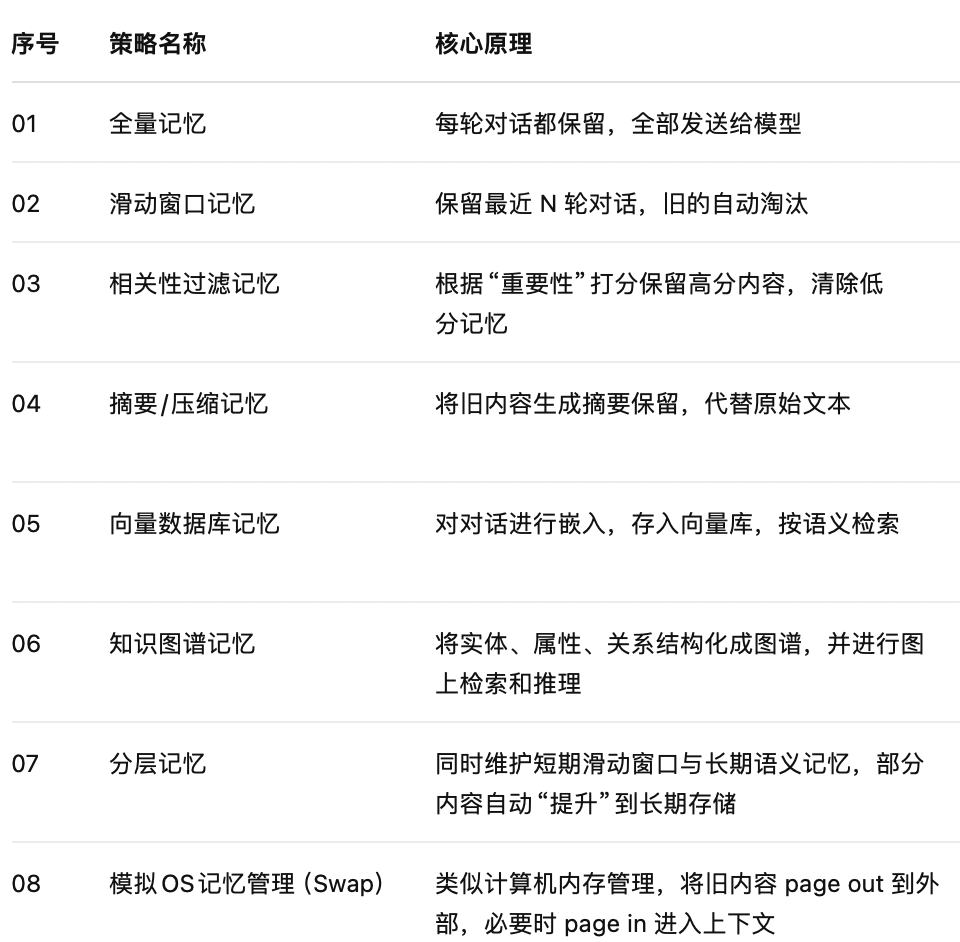 序号 策略名称 核心原理
01 全量记忆 每轮对话都保留，全部发送给模型
02 滑动窗口记忆 保留最近 N 轮对话，旧的自动淘汰
03 相关性过滤记忆 根据“重要性”打分保留高分内容，清除低
分记忆
04 摘要/压缩记忆 将旧内容生成摘要保留，代替原始文本
05 向量数据库记忆 对对话进行嵌入，存入向量库，按语义检索
06 知识图谱记忆 将实体、属性、关系结构化成图谱，并进行图
上检索和推理
07 分层记忆 同时维护短期滑动窗口与长期语义记忆，部分
内容自动“提升”到长期存储
08 模拟OS记忆管理（Swap） 类似计算机内存管理，将旧内容 page out 到外
部，必要时 page in 进入上下文